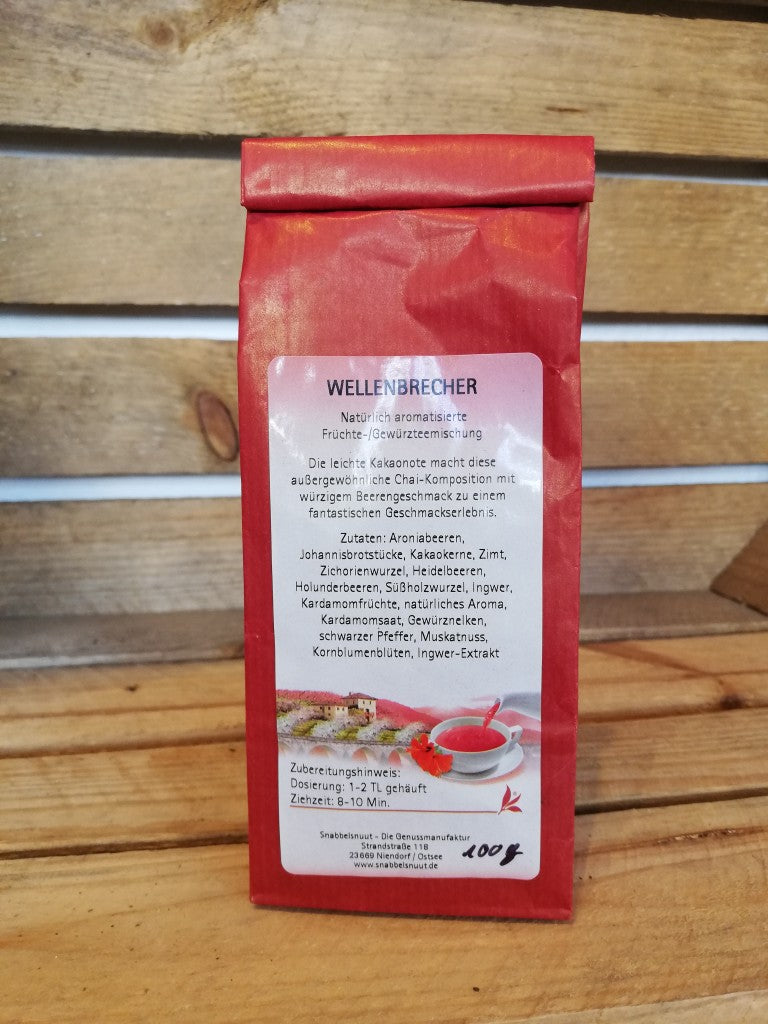 WELLENBRECHER
Natürlich aromatisierte
Früchte-/Gewürzteemischung
Die leichte Kakaonote macht diese
außergewöhnliche Chai-Komposition mit
würzigem Beerengeschmack zu einem
fantastischen Geschmackserlebnis.
Zutaten: Aroniabeeren,
Johannisbrotstücke, Kakaokerne, Zimt,
Zichorienwurzel, Heidelbeeren,
Holunderbeeren, Süßholzwurzel, Ingwer,
Kardamomfrüchte, natürliches Aroma,
Kardamomsaat, Gewürznelken,
schwarzer Pfeffer, Muskatnuss,
Kornblumenblüten, Ingwer-Extrakt
Zubereitungshinweis:
Dosierung: 1-2 TL gehäuft
Ziehzeit: 8-10 Min.
Snabbelsnuut - Die Genussmanufaktur
Strandstraße 118
23669 Niendorf / Ostsee
www.snabbelsnuut.de
100g